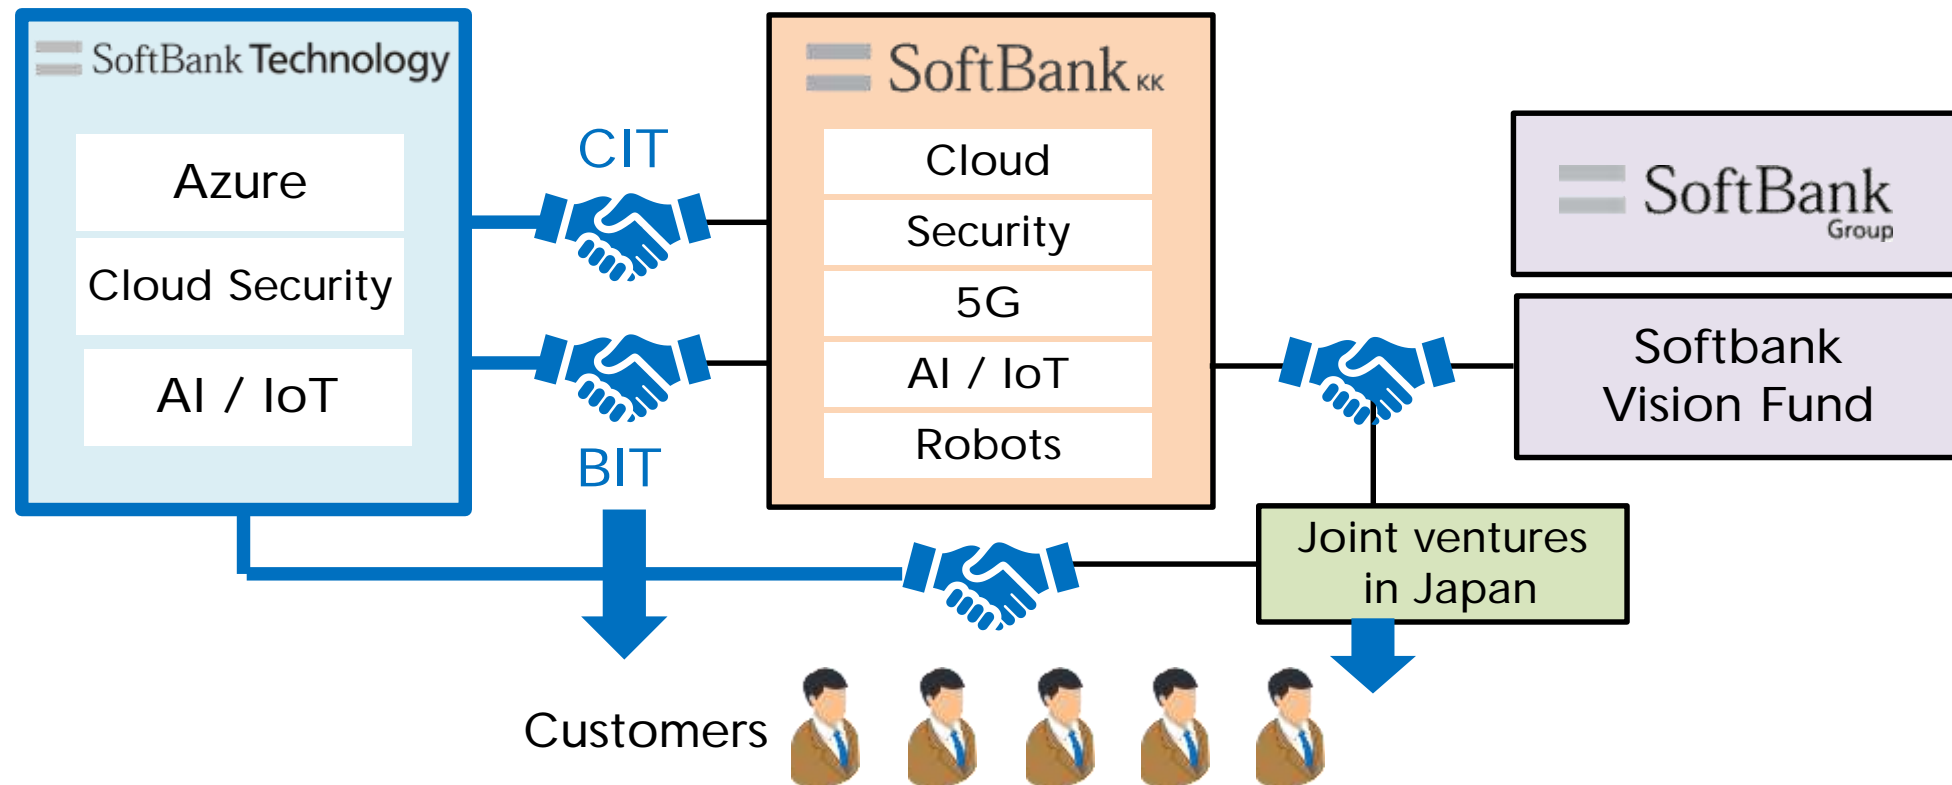 SoftBank Technology
Azure
Cloud Security
AI / IoT
CIT
BIT
SoftBank KK
Cloud
Security
5G
AI / IoT
Robots
SoftBank
Group
Softbank
Vision Fund
Joint ventures
in Japan
Customers